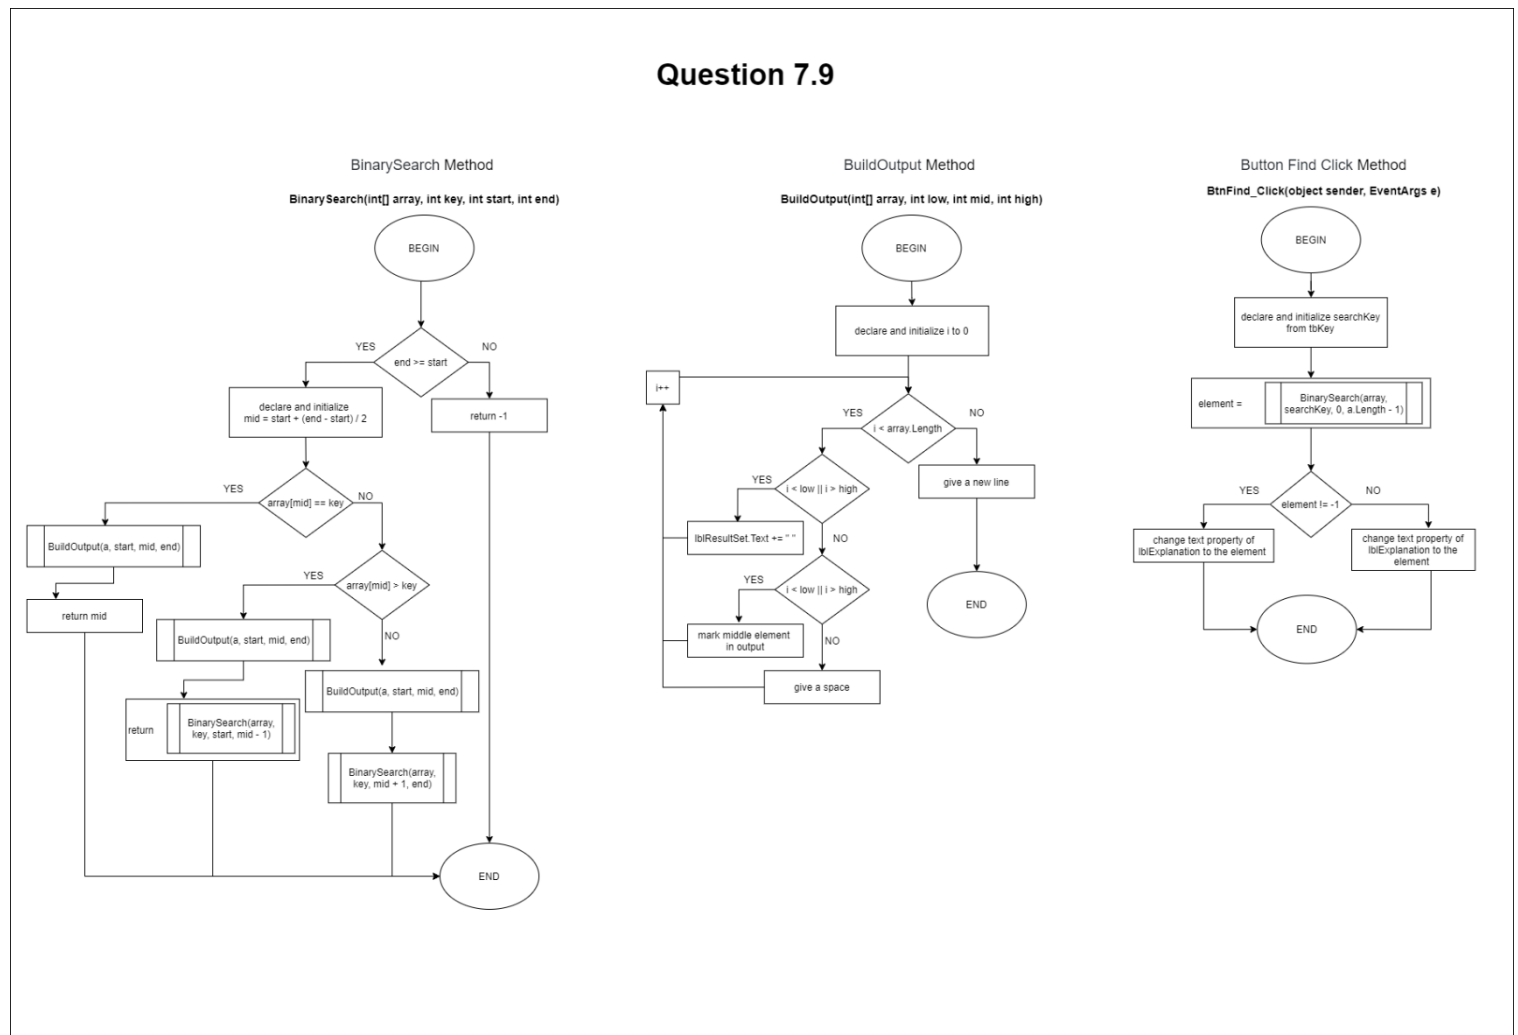 Question 7.9
BinarySearch Method
BinarySearch(int[] array, int key, int start, int end)
BEGIN
YES
NO
end >= start
declare and initialize
mid = start + (end - start) / 2
return -1
YES
NO
array[mid] == key
BuildOutput(a, start, mid, end)
return mid
YES
array[mid] > key
NO
BuildOutput(a, start, mid, end)
BuildOutput(a, start, mid, end)
return
BinarySearch(array,
key, start, mid - 1)
BinarySearch(array,
key, mid + 1, end)
END
BuildOutput Method
BuildOutput(int[] array, int low, int mid, int high)
BEGIN
declare and initialize i to 0
i++
YES
NO
i < array.Length
give a new line
YES
i < low || i > high
lblResultSet.Text += " "
NO
YES
i < low || i > high
mark middle element
in output
NO
give a space
END
Button Find Click Method
BtnFind_Click(object sender, EventArgs e)
BEGIN
declare and initialize searchKey
from tbKey
element =
BinarySearch(array,
searchKey, 0, a.Length - 1)
YES
NO
element != -1
change text property of
lblExplanation to the element
change text property of
lblExplanation to the
element
END